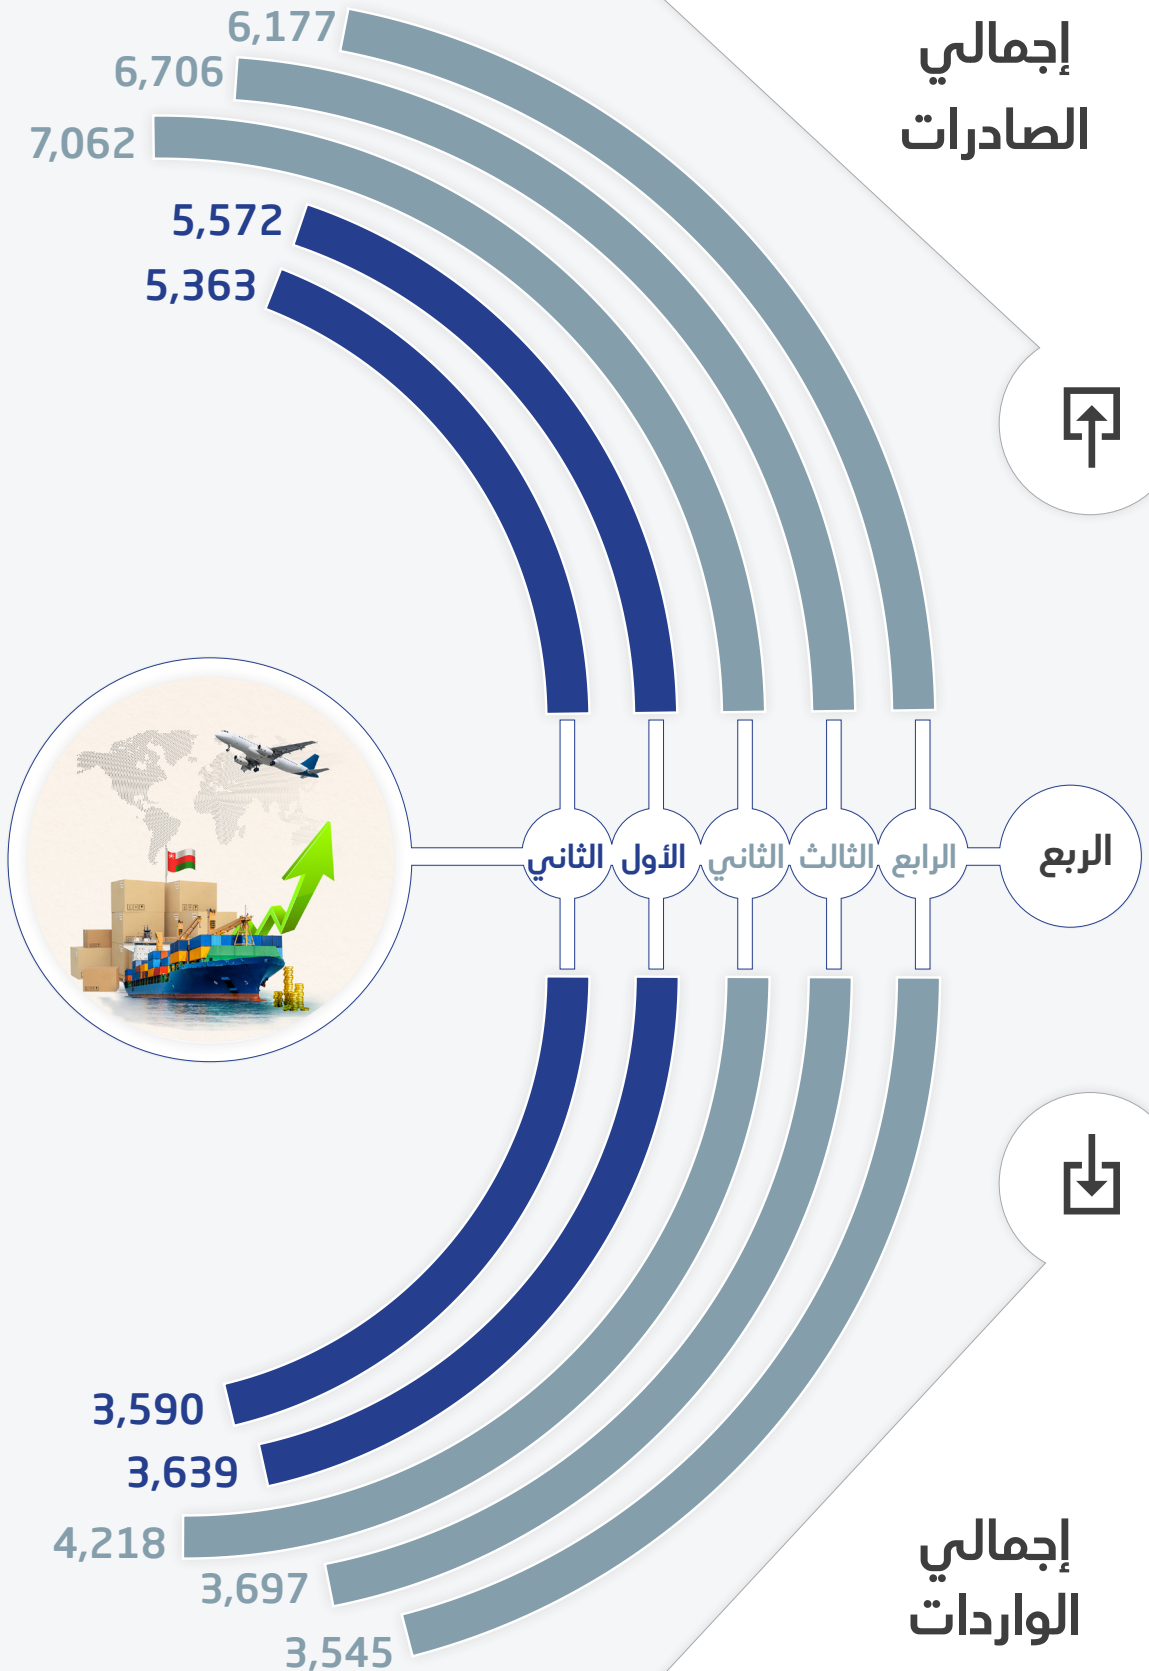 إجمالي
الصادرات
6,177
6,706
7,062
5,572
5,363
الربع
الرابع
الثالث
الثاني
الأول
الثاني
3,590
3,639
4,218
3,697
3,545
إجمالي
الواردات